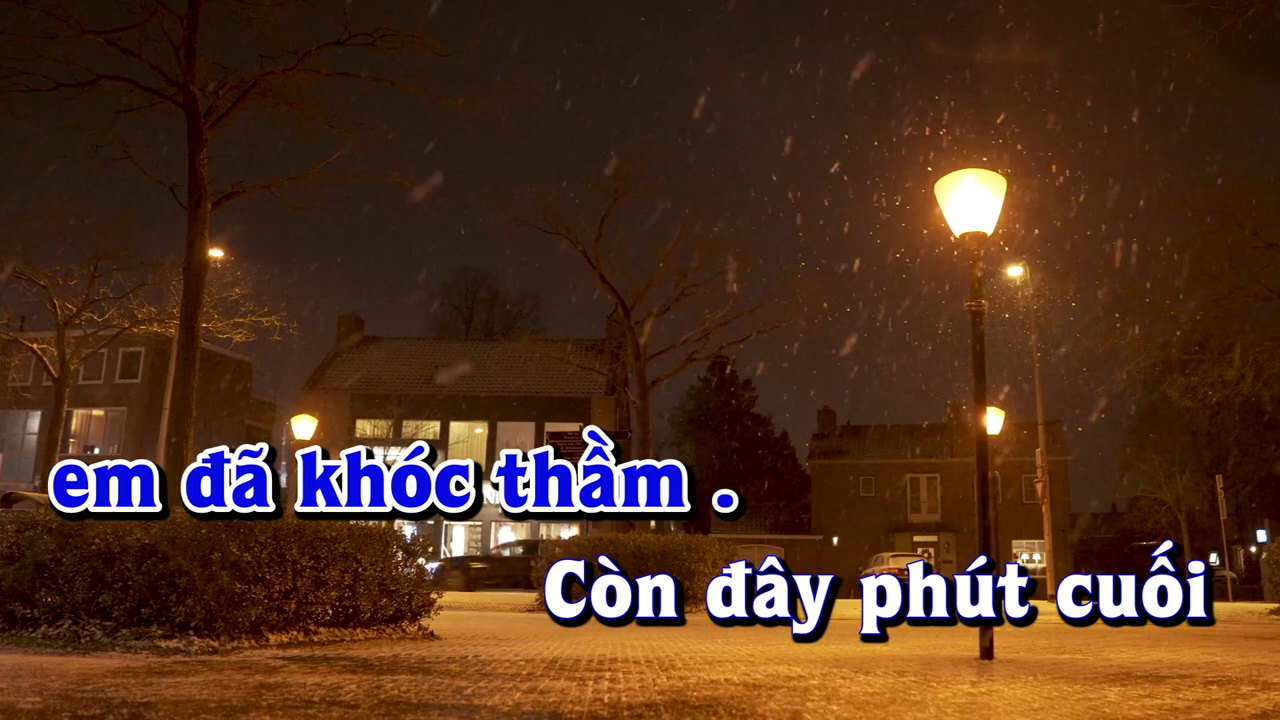 em đã khóc thầm .
Còn đây phút cuối